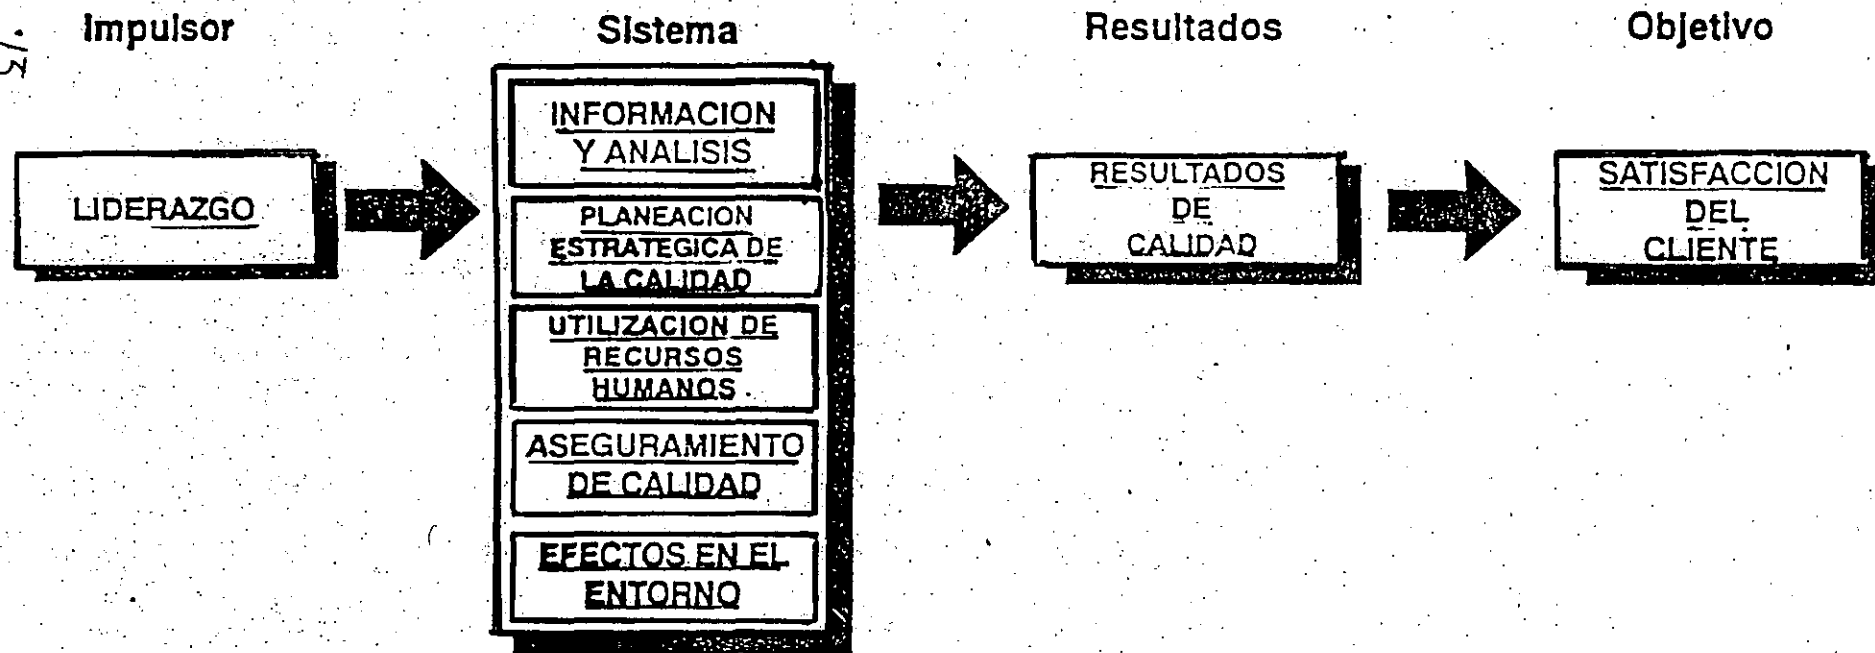 Impulsor
LIDERAZGO
Sistema
INFORMACION
Y ANALISIS
PLANEACION
ESTRATEGICA DE
LA CALIDAD
UTILIZACION DE
RECURSOS
HUMANOS
ASEGURAMIENTO
DE CALIDAD
EFECTOS EN EL
ENTORNO
Resultados
RESULTADOS
DE
CALIDAD
Objetivo
SATISFACCION
DEL
CLIENTE